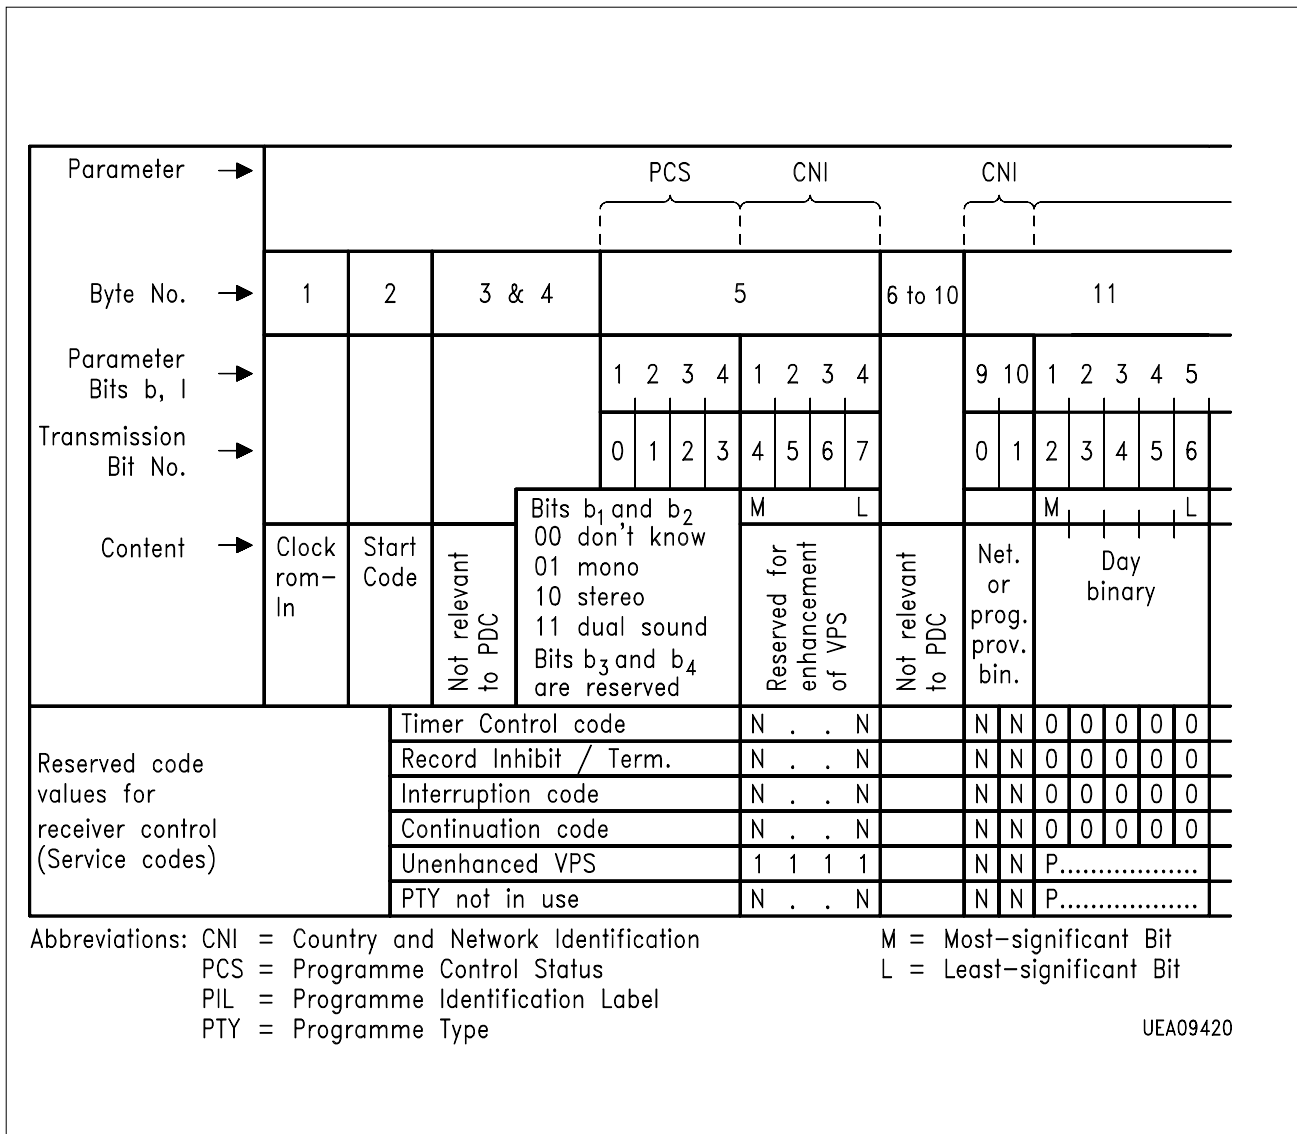 Parameter
PCS CNI CNI
Byte No. 1 2 3 & 4 5 6 to 10 11
Parameter
Bits b, l 1 2 3 4 1 2 3 4 9 10 1 2 3 4 5
Transmission
Bit No. 0 1 2 3 4 5 6 7 0 1 2 3 4 5 6
M L M L
Content
Clock
rom-
In
Start
Code
Not relevant
to PDC
Bits b1 and b2
00 don't know
01 mono
10 stereo
11 dual sound
Bits b3 and b4
are reserved
Reserved for
enhancement
of VPS
Not relevant
to PDC
Net.
or
prog.
prov.
bin.
Day
binary
Reserved code
values for
receiver control
(Service codes)
Timer Control code N . . N N N 0 0 0 0 0
Record Inhibit / Term. N . . N N N 0 0 0 0 0
Interruption code N . . N N N 0 0 0 0 0
Continuation code N . . N N N 0 0 0 0 0
Unenhanced VPS 1 1 1 1 N N P..................
PTY not in use N . . N N N P..................
Abbreviations: CNI = Country and Network Identification
PCS = Programme Control Status
PIL = Programme Identification Label
PTY = Programme Type
M = Most-significant Bit
L = Least-significant Bit
UEA09420